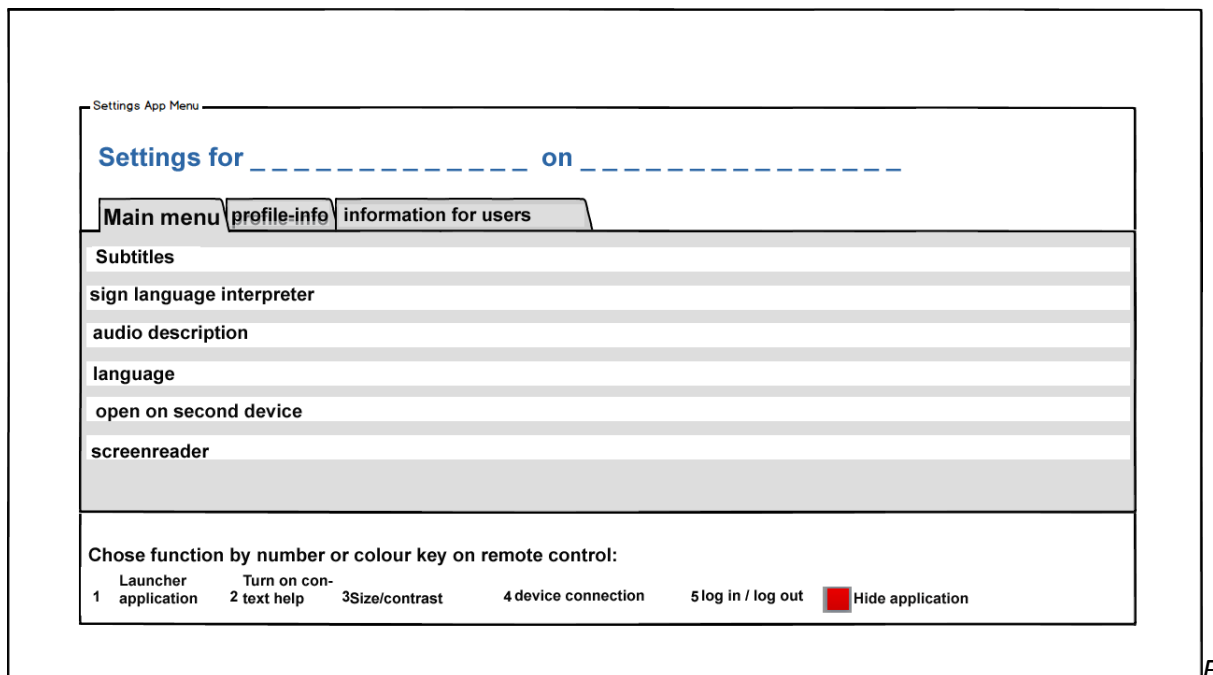 Settings App Menu
Settings for _ _ _ _ _ _ _ _ _ _ _ _ _ on _ _ _ _ _ _ _ _ _ _ _ _ _ _ _
Main menu profile-info information for users
Subtitles
sign language interpreter
audio description
language
open on second device
screenreader
Chose function by number or colour key on remote control:
1 Launcher application
2 Turn on con-
text help
3Size/contrast
4 device connection
5 log in / log out
Hide application